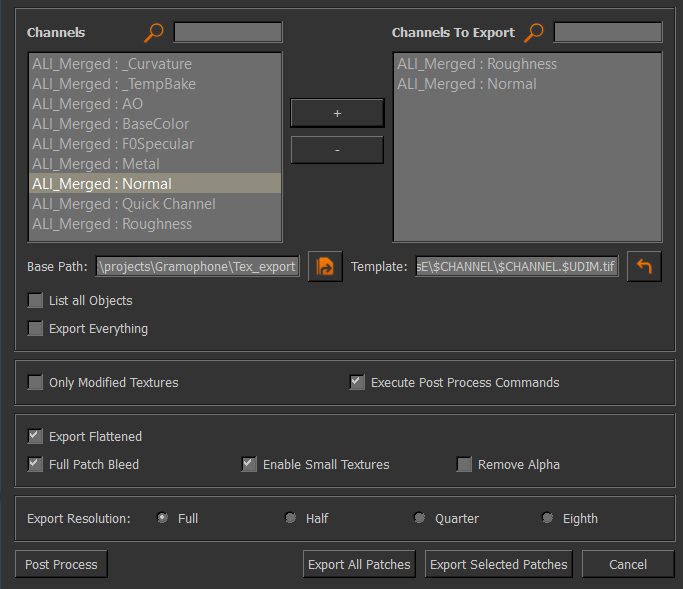 Channels
ALI_Merged : _Curvature
ALI_Merged : _TempBake
ALI_Merged : AO
ALI_Merged : BaseColor
ALI_Merged : F0Specular
ALI_Merged : Metal
ALI_Merged : Normal
ALI_Merged : Quick Channel
ALI_Merged : Roughness
+
-
Channels To Export
ALI_Merged : Roughness
ALI_Merged : Normal
Base Path: \projects\Gramophone\Tex_export Template: sE\$CHANNEL\$CHANNEL.$UDIM.tif
List all Objects
Export Everything
Only Modified Textures Execute Post Process Commands
Export Flattened
Full Patch Bleed Enable Small Textures Remove Alpha
Export Resolution: Full Half Quarter Eighth
Post Process Export All Patches Export Selected Patches Cancel